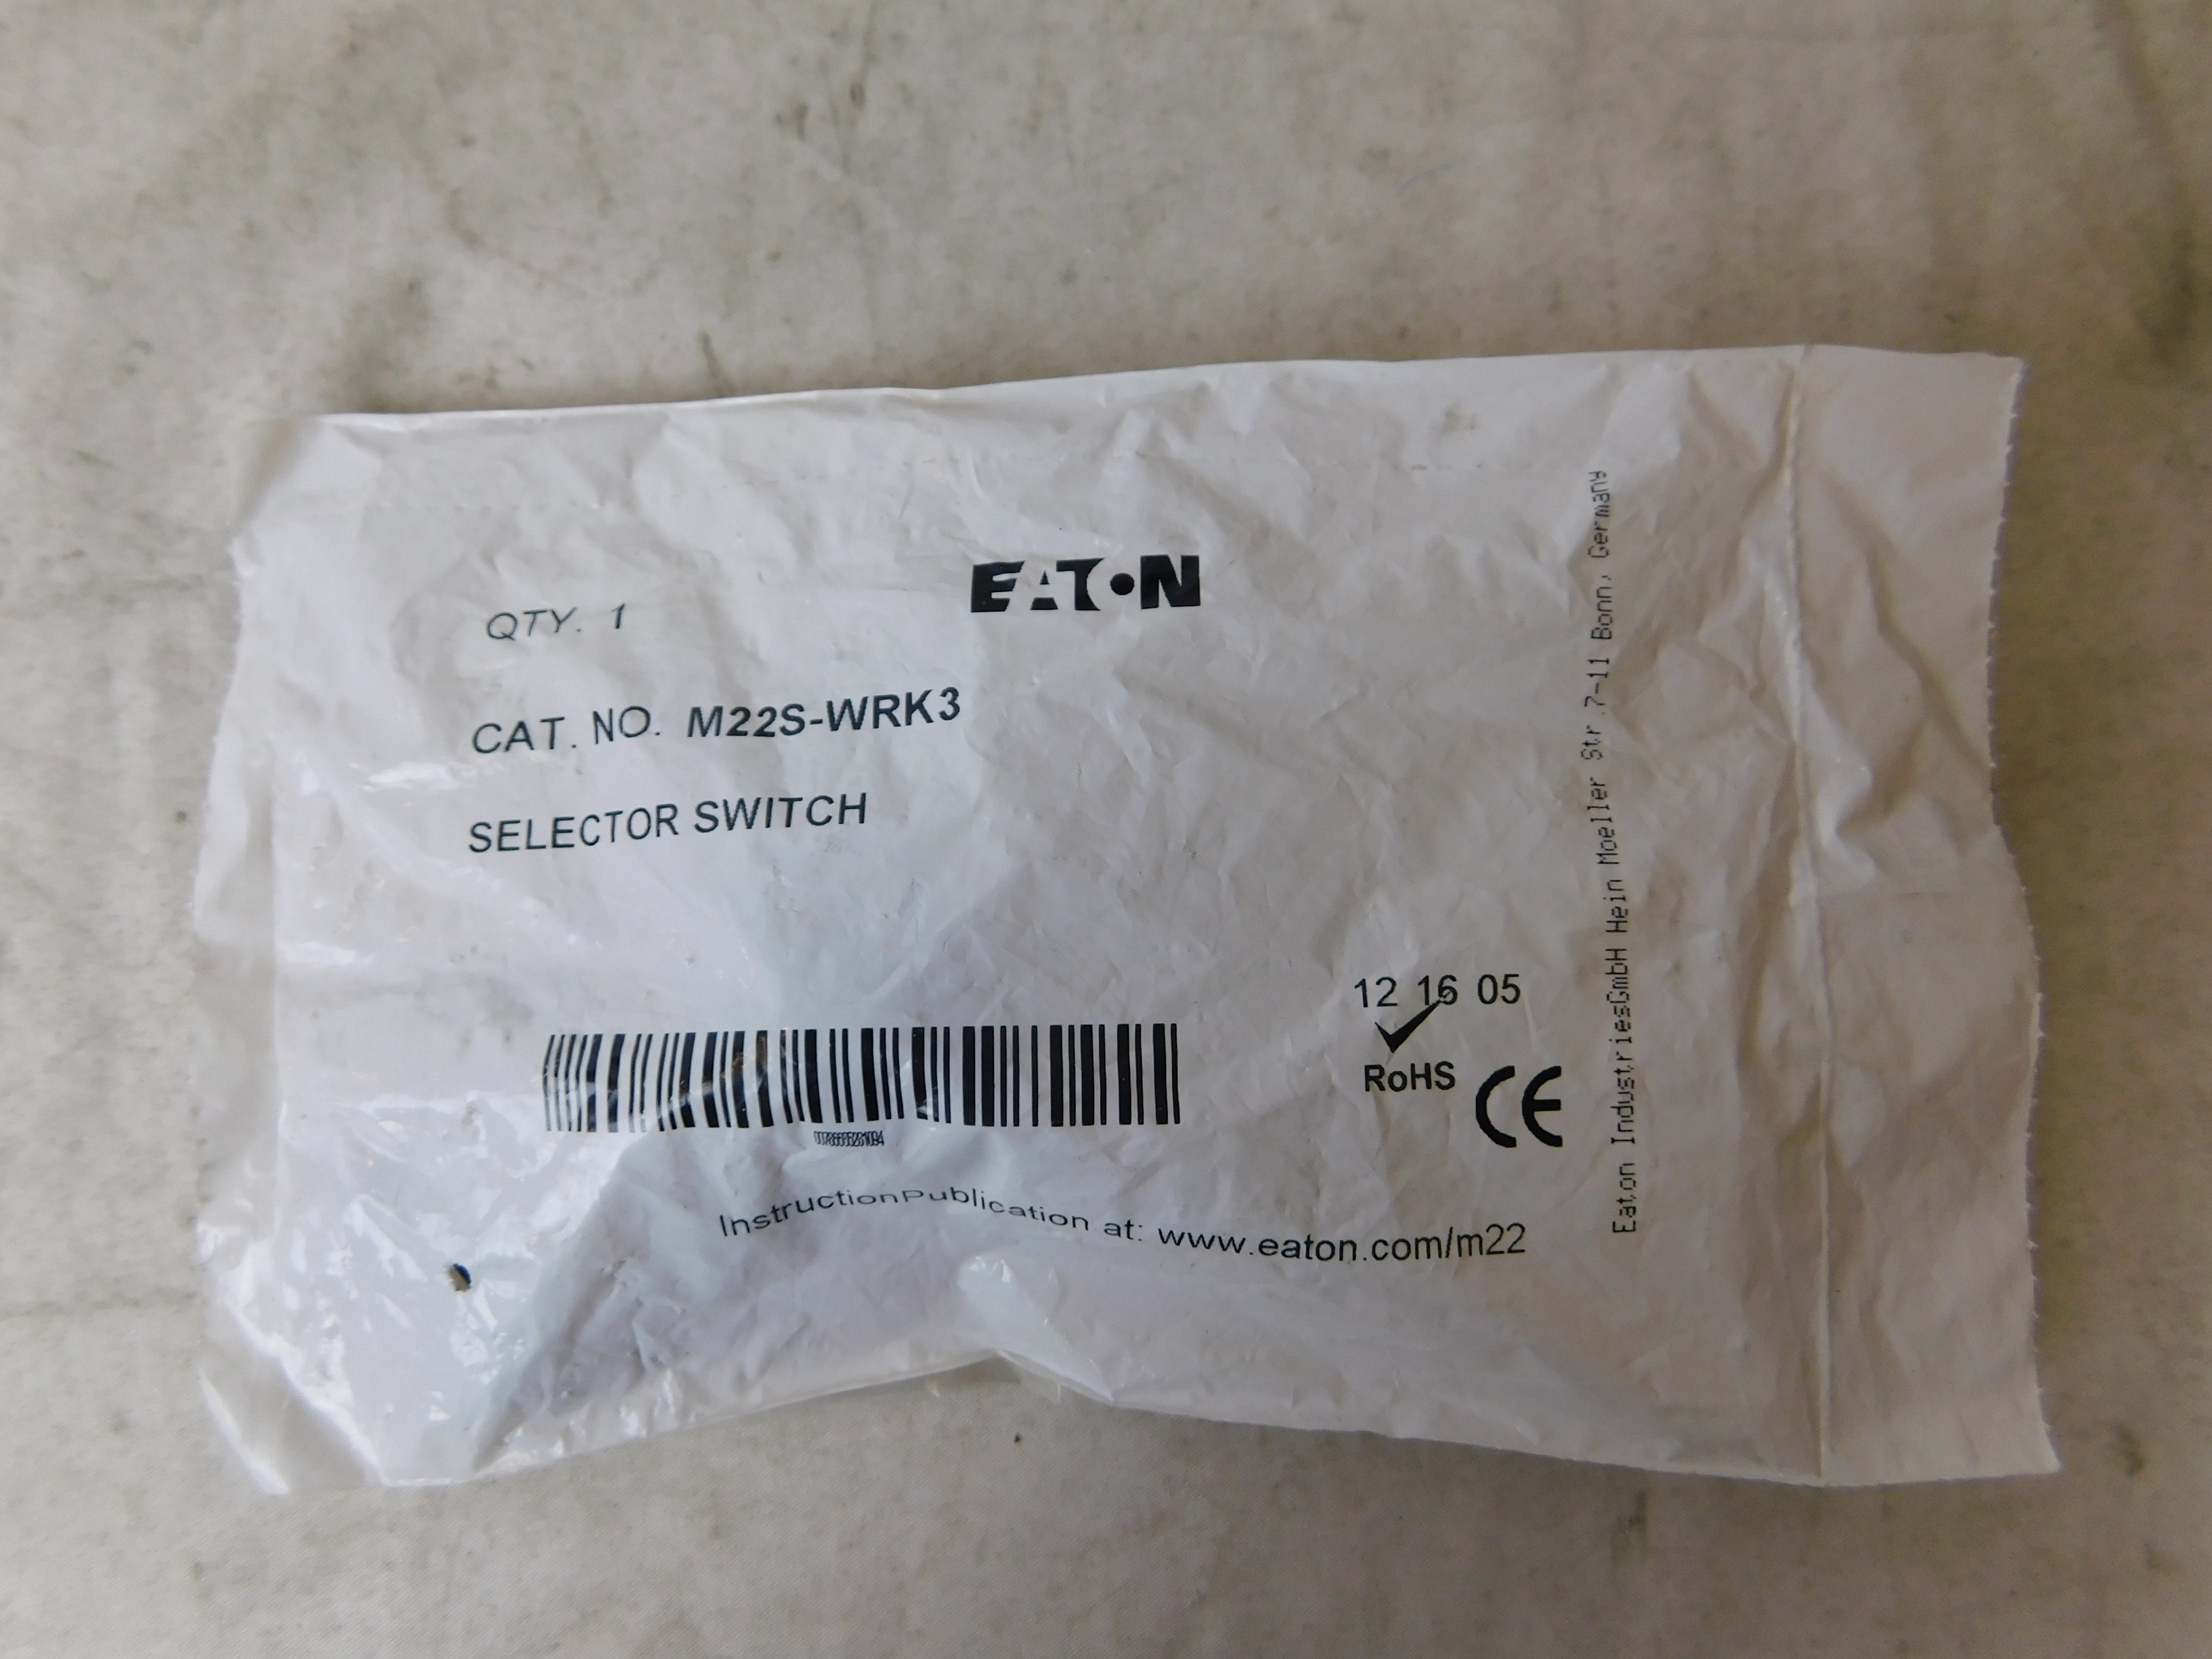 EATON
QTY. 1
CAT. NO. M22S-WRK3
SELECTOR SWITCH
12 16 05
RoHS
CE
InstructionPublication at: www.eaton.com/m22
Eaton IndustriesGmbH Hein Moeller Str.7-11 Bonn, Germany